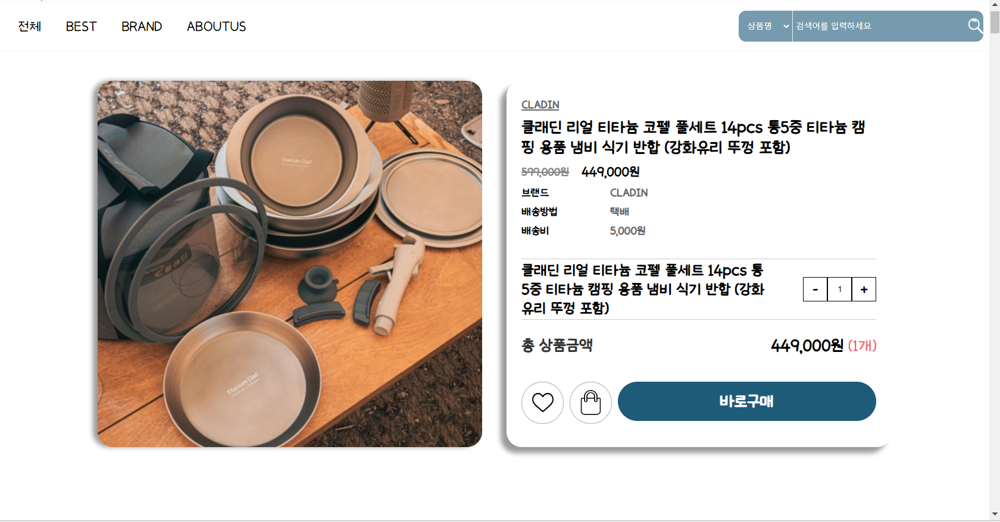 전체 BEST BRAND ABOUTUS
상품명 검색어를 입력하세요
Titanium Clad
Titanium Clad
CLADIN
클래딘 리얼 티타늄 코펠 풀세트 14pcs 통5중 티타늄 캠
핑 용품 냄비 식기 반합 (강화유리 뚜껑 포함)
599,000원 449,000원
브랜드 CLADIN
배송방법 택배
배송비 5,000원
클래딘 리얼 티타늄 코펠 풀세트 14pcs 통
5중 티타늄 캠핑 용품 냄비 식기 반합 (강화
유리 뚜껑 포함)
- 1 +
총 상품금액 449,000원 (1개)
바로구매